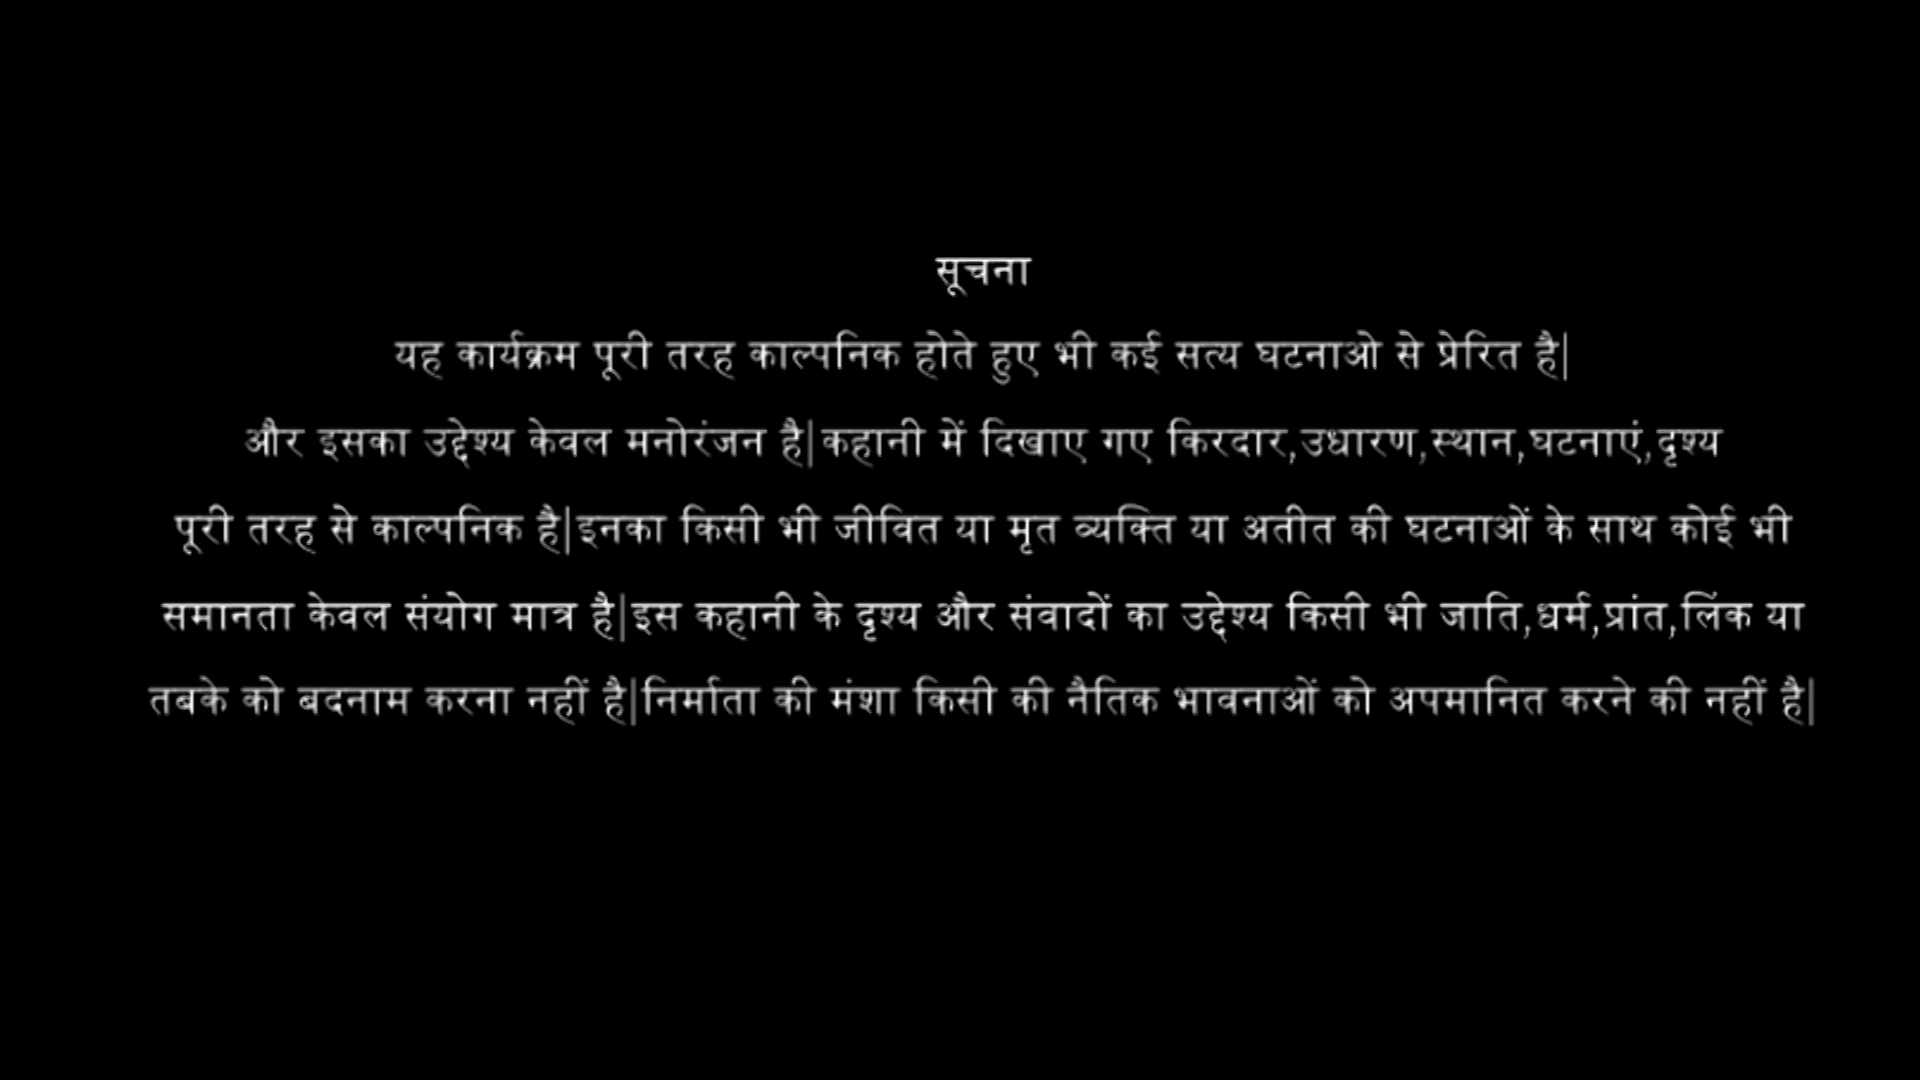 सूचना
यह कार्यक्रम पूरी तरह काल्पनिक होते हुए भी कई सत्य घटनाओ से प्रेरित है|
और इसका उद्देश्य केवल मनोरंजन है|कहानी में दिखाए गए किरदार,उधारण,स्थान,घटनाएं,दृश्य
पूरी तरह से काल्पनिक है|इनका किसी भी जीवित या मृत व्यक्ति या अतीत की घटनाओं के साथ कोई भी
समानता केवल संयोग मात्र है|इस कहानी के दृश्य और संवादों का उद्देश्य किसी भी जाति,धर्म,प्रांत,लिंक या
तबके को बदनाम करना नहीं है|निर्माता की मंशा किसी की नैतिक भावनाओं को अपमानित करने की नहीं है|